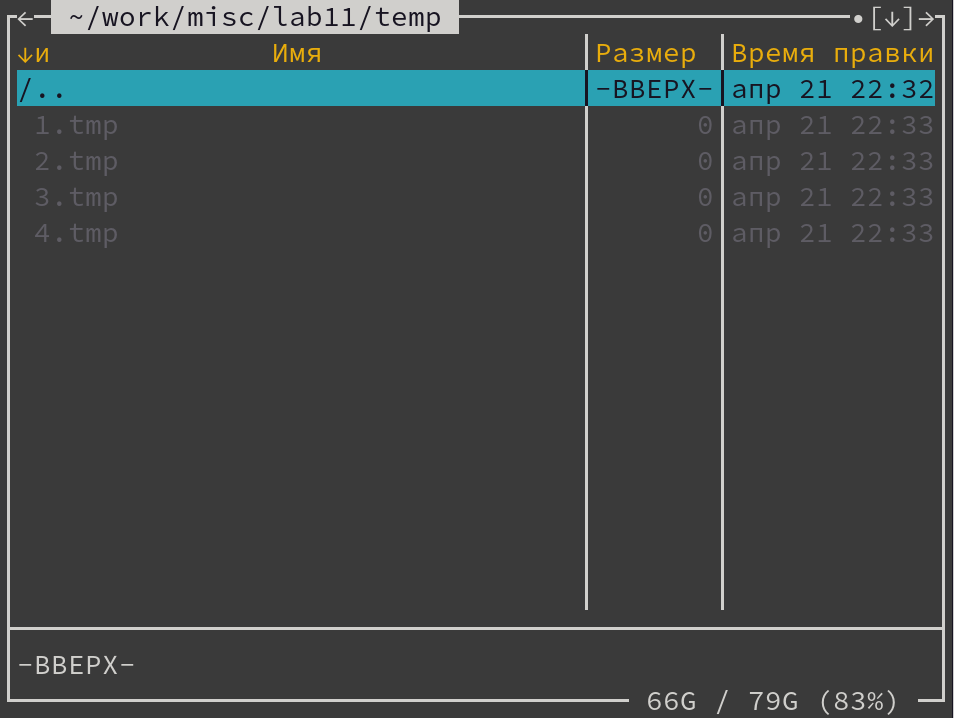 ← ~/work/misc/lab11/temp •[↓]→
↓и Имя Размер Время правки
/.. -ВВЕРХ- апр 21 22:32
1.tmp 0 апр 21 22:33
2.tmp 0 апр 21 22:33
3.tmp 0 апр 21 22:33
4.tmp 0 апр 21 22:33
-ВВЕРХ-
66G / 79G (83%)